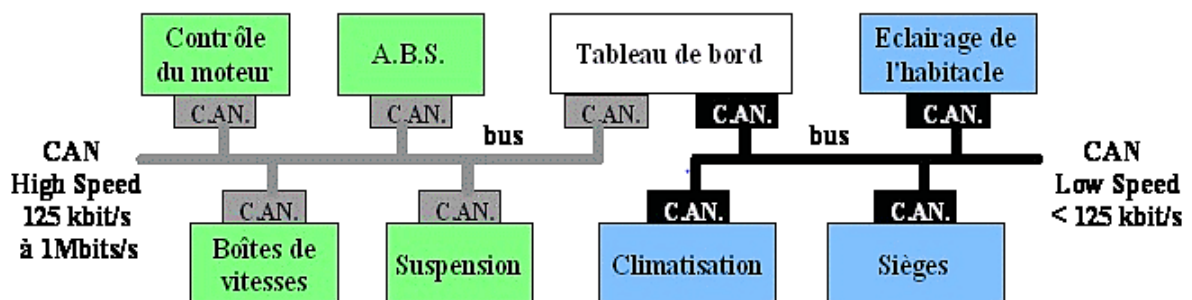 Contrôle
du moteur
A.B.S.
Tableau de bord
Eclairage de
l'habitacle
C.AN.
C.AN.
C.AN.
C.AN.
C.AN.
bus
bus
CAN
High Speed
125 kbit/s
à 1Mbits/s
CAN
Low Speed
< 125 kbit/s
C.AN.
C.AN.
C.AN.
C.AN.
Boîtes de
vitesses
Suspension
Climatisation
Sièges